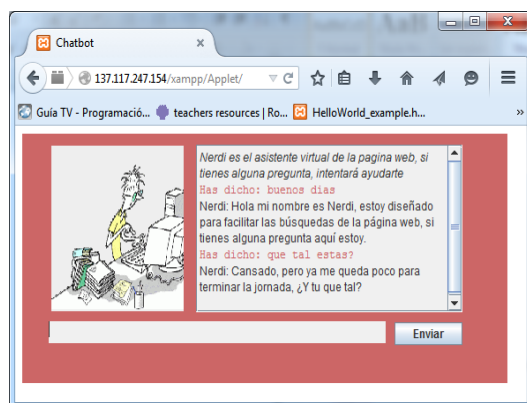 Chatbot
137.117.247.154/xampp/Applet/
Guía TV - Programació... teachers resources | Ro... HelloWorld_example.h...
Nerdi es el asistente virtual de la pagina web, si
tienes alguna pregunta, intentará ayudarte
Has dicho: buenos dias
Nerdi: Hola mi nombre es Nerdi, estoy diseñado
para facilitar las búsquedas de la página web, si
tienes alguna pregunta aquí estoy.
Has dicho: que tal estas?
Nerdi: Cansado, pero ya me queda poco para
terminar la jornada, ¿Y tu que tal?
Enviar